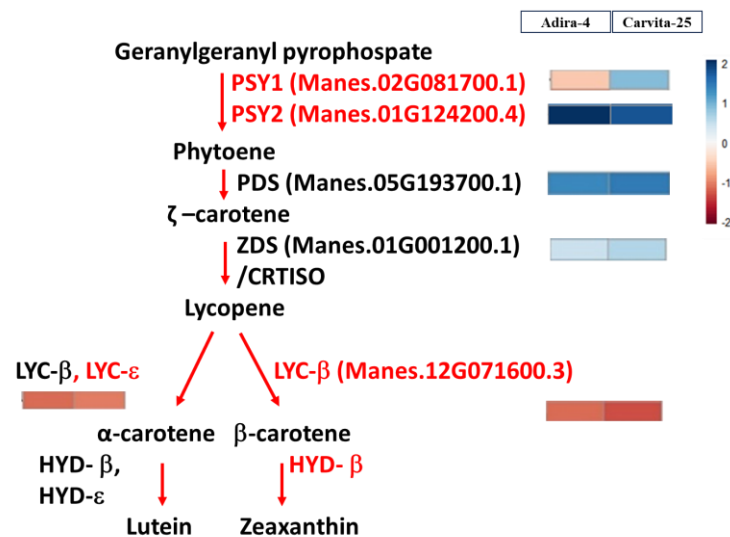 Adira-4 Carvita-25
Geranylgeranyl pyrophospate
PSY1 (Manes.02G081700.1)
PSY2 (Manes.01G124200.4)
Phytoene
PDS (Manes.05G193700.1)
ζ –carotene
ZDS (Manes.01G001200.1)
/CRTISO
Lycopene
2
1
0
-1
-2
LYC-β, LYC-ε
LYC-β (Manes.12G071600.3)
α-carotene β-carotene
HYD- β,
HYD-ε
HYD- β
Lutein Zeaxanthin